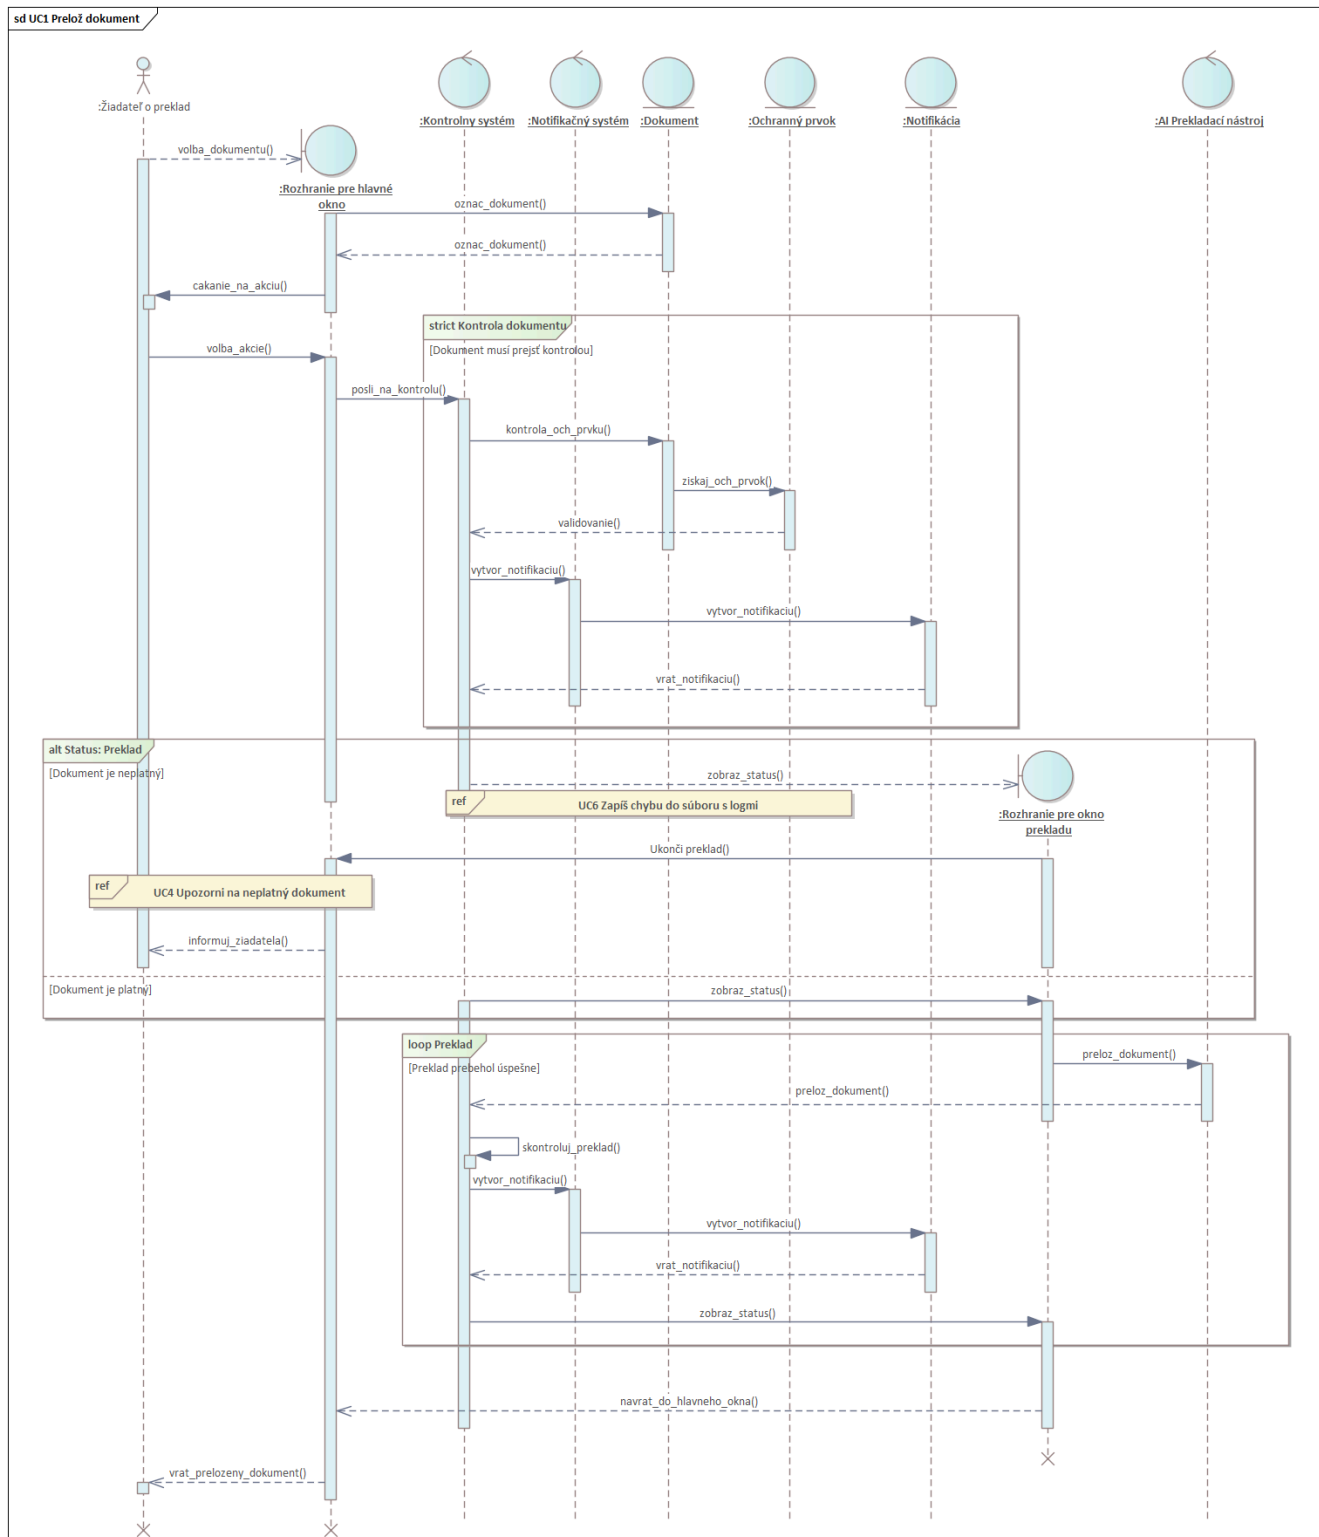 sd UC1 Prelož dokument
:Žiadateľ o preklad
:Kontrolny systém
:Notifikačný systém
:Dokument
:Ochranný prvok
:Notifikácia
:AI Prekladací nástroj
volba_dokumentu()
:Rozhranie pre hlavné
okno
oznac_dokument()
oznac_dokument()
cakanie_na_akciu()
strict Kontrola dokumentu
[Dokument musí prejsť kontrolou]
volba_akcie()
posli_na_kontrolu()
kontrola_och_prvku()
ziskaj_och_prvok()
validovanie()
vytvor_notifikaciu()
vytvor_notifikaciu()
vrat_notifikaciu()
alt Status: Preklad
[Dokument je neplatný]
zobraz_status()
ref
UC6 Zapíš chybu do súboru s logmi
:Rozhranie pre okno
prekladu
Ukonči preklad()
ref
UC4 Upozorni na neplatný dokument
informuj_ziadatela()
[Dokument je platný]
zobraz_status()
loop Preklad
[Preklad prebehol úspešne]
preloz_dokument()
preloz_dokument()
skontroluj_preklad()
vytvor_notifikaciu()
vytvor_notifikaciu()
vrat_notifikaciu()
zobraz_status()
navrat_do_hlavneho_okna()
vrat_prelozeny_dokument()